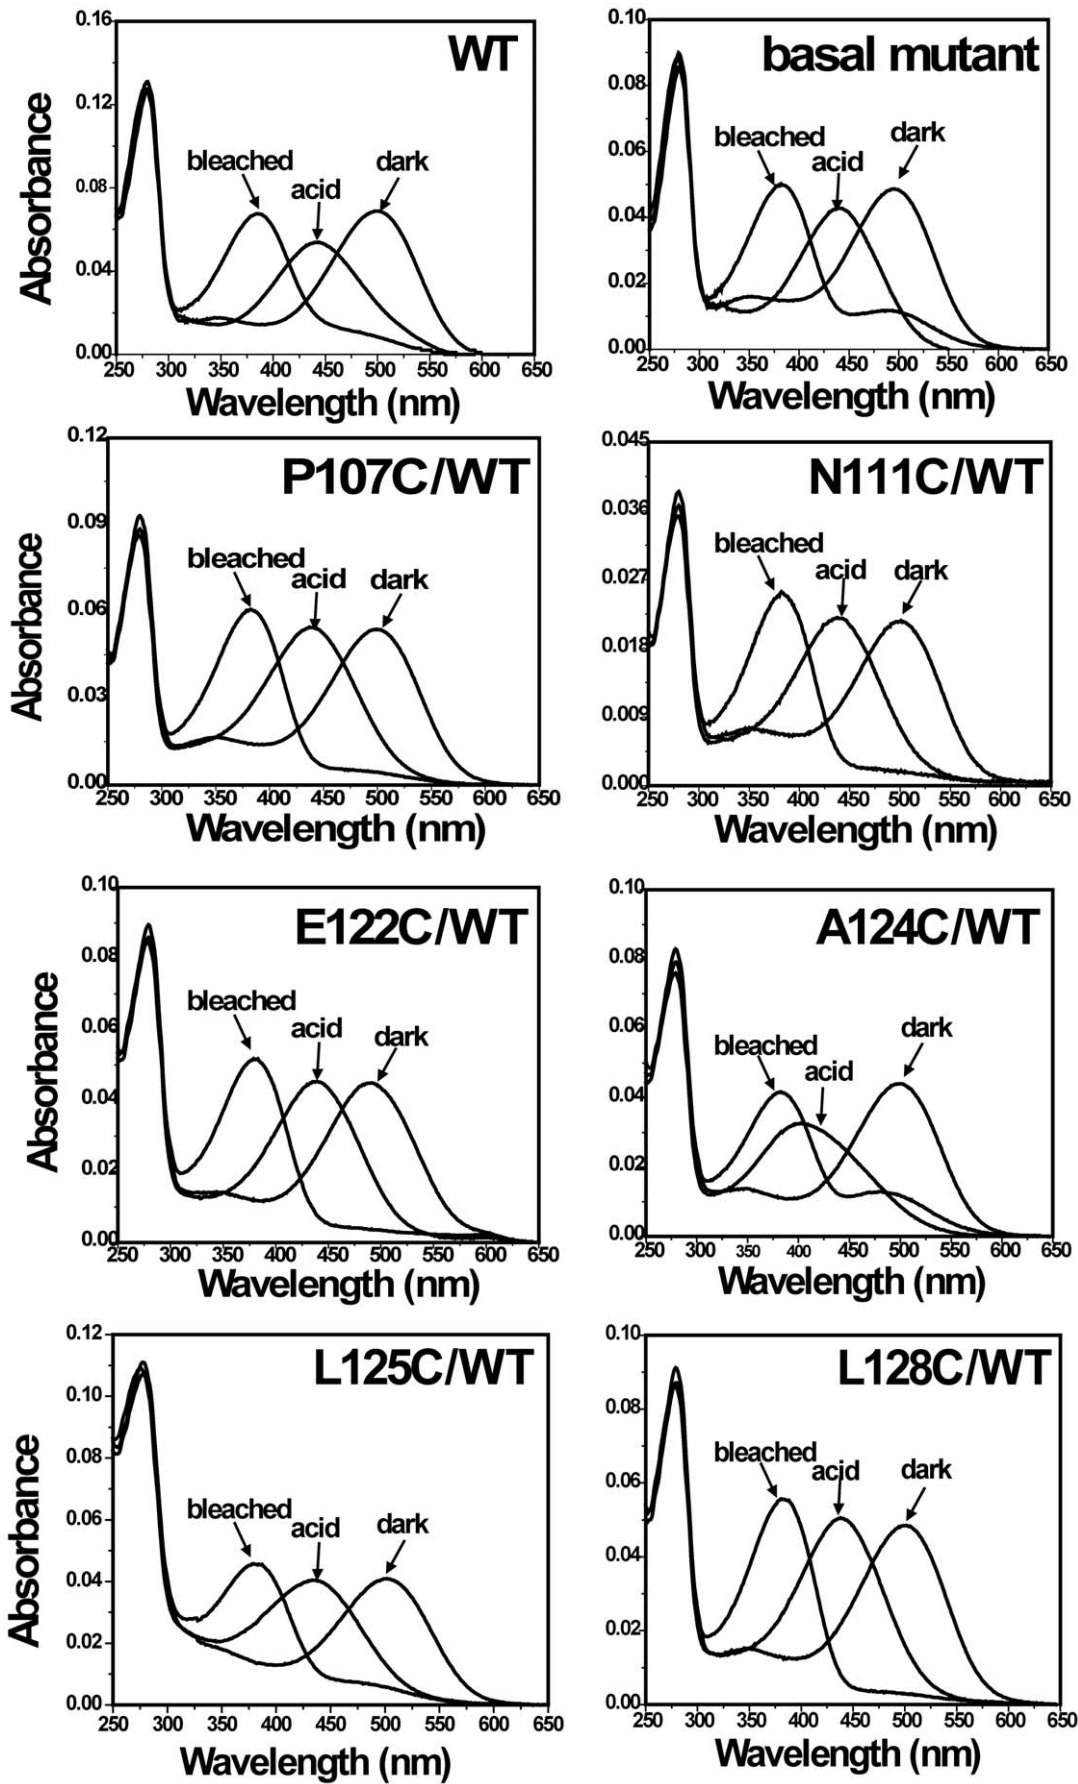 WT
0.16
0.12
0.08
0.04
0.00
Absorbance
bleached
acid
dark
250 300 350 400 450 500 550 600 650
Wavelength (nm)
basal mutant
0.10
0.08
0.06
0.04
0.02
0.00
bleached
acid
dark
250 300 350 400 450 500 550 600 650
Wavelength (nm)
P107C/WT
0.12
0.09
0.06
0.03
0.00
Absorbance
bleached
acid
dark
250 300 350 400 450 500 550 600 650
Wavelength (nm)
N111C/WT
0.045
0.036
0.027
0.018
0.009
0.000
bleached
acid
dark
250 300 350 400 450 500 550 600 650
Wavelength (nm)
E122C/WT
0.10
0.08
0.06
0.04
0.02
0.00
Absorbance
bleached
acid
dark
250 300 350 400 450 500 550 600 650
Wavelength (nm)
A124C/WT
0.10
0.08
0.06
0.04
0.02
0.00
bleached
acid
dark
250 300 350 400 450 500 550 600 650
Wavelength (nm)
L125C/WT
0.12
0.10
0.08
0.06
0.04
0.02
0.00
Absorbance
bleached
acid
dark
250 300 350 400 450 500 550 600 650
Wavelength (nm)
L128C/WT
0.10
0.08
0.06
0.04
0.02
0.00
bleached
acid
dark
250 300 350 400 450 500 550 600 650
Wavelength (nm)